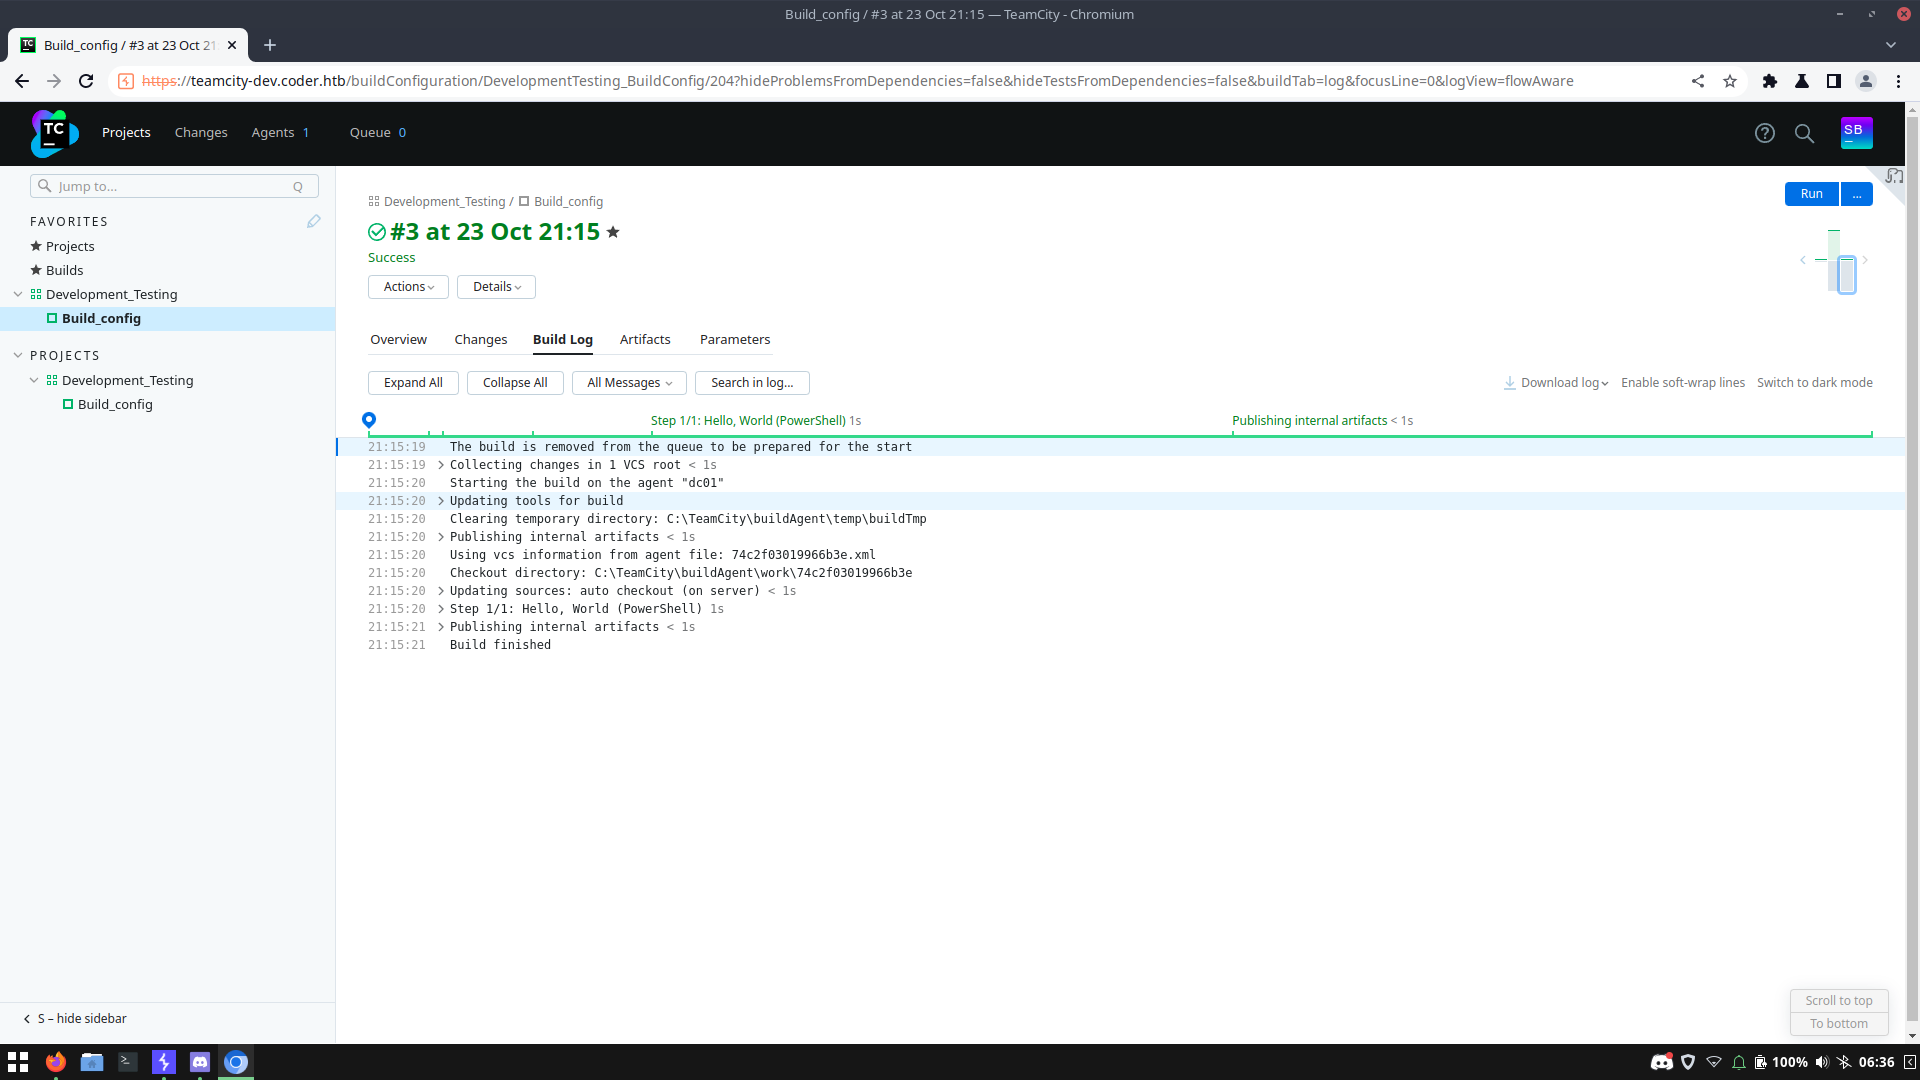 Build_config / #3 at 23 Oct 21:15 — TeamCity - Chromium
Build_config / #3 at 23 Oct 21
https://teamcity-dev.coder.htb/buildConfiguration/DevelopmentTesting_BuildConfig/204?hideProblemsFromDependencies=false&hideTestsFromDependencies=false&buildTab=log&focusLine=0&logView=flowAware
TC Projects Changes Agents 1 Queue 0 SB
Jump to... Q
FAVORITES
Projects
Builds
Development_Testing
Build_config
PROJECTS
Development_Testing
Build_config
S – hide sidebar
Development_Testing / Build_config
Run ...
#3 at 23 Oct 21:15
Success
Actions Details
Overview Changes Build Log Artifacts Parameters
Expand All Collapse All All Messages Search in log... Download log Enable soft-wrap lines Switch to dark mode
Step 1/1: Hello, World (PowerShell) 1s Publishing internal artifacts < 1s
21:15:19 The build is removed from the queue to be prepared for the start
21:15:19 Collecting changes in 1 VCS root < 1s
21:15:20 Starting the build on the agent "dc01"
21:15:20 Updating tools for build
21:15:20 Clearing temporary directory: C:\TeamCity\buildAgent\temp\buildTmp
21:15:20 Publishing internal artifacts < 1s
21:15:20 Using vcs information from agent file: 74c2f03019966b3e.xml
21:15:20 Checkout directory: C:\TeamCity\buildAgent\work\74c2f03019966b3e
21:15:20 Updating sources: auto checkout (on server) < 1s
21:15:20 Step 1/1: Hello, World (PowerShell) 1s
21:15:21 Publishing internal artifacts < 1s
21:15:21 Build finished
Scroll to top
To bottom
100% 06:36